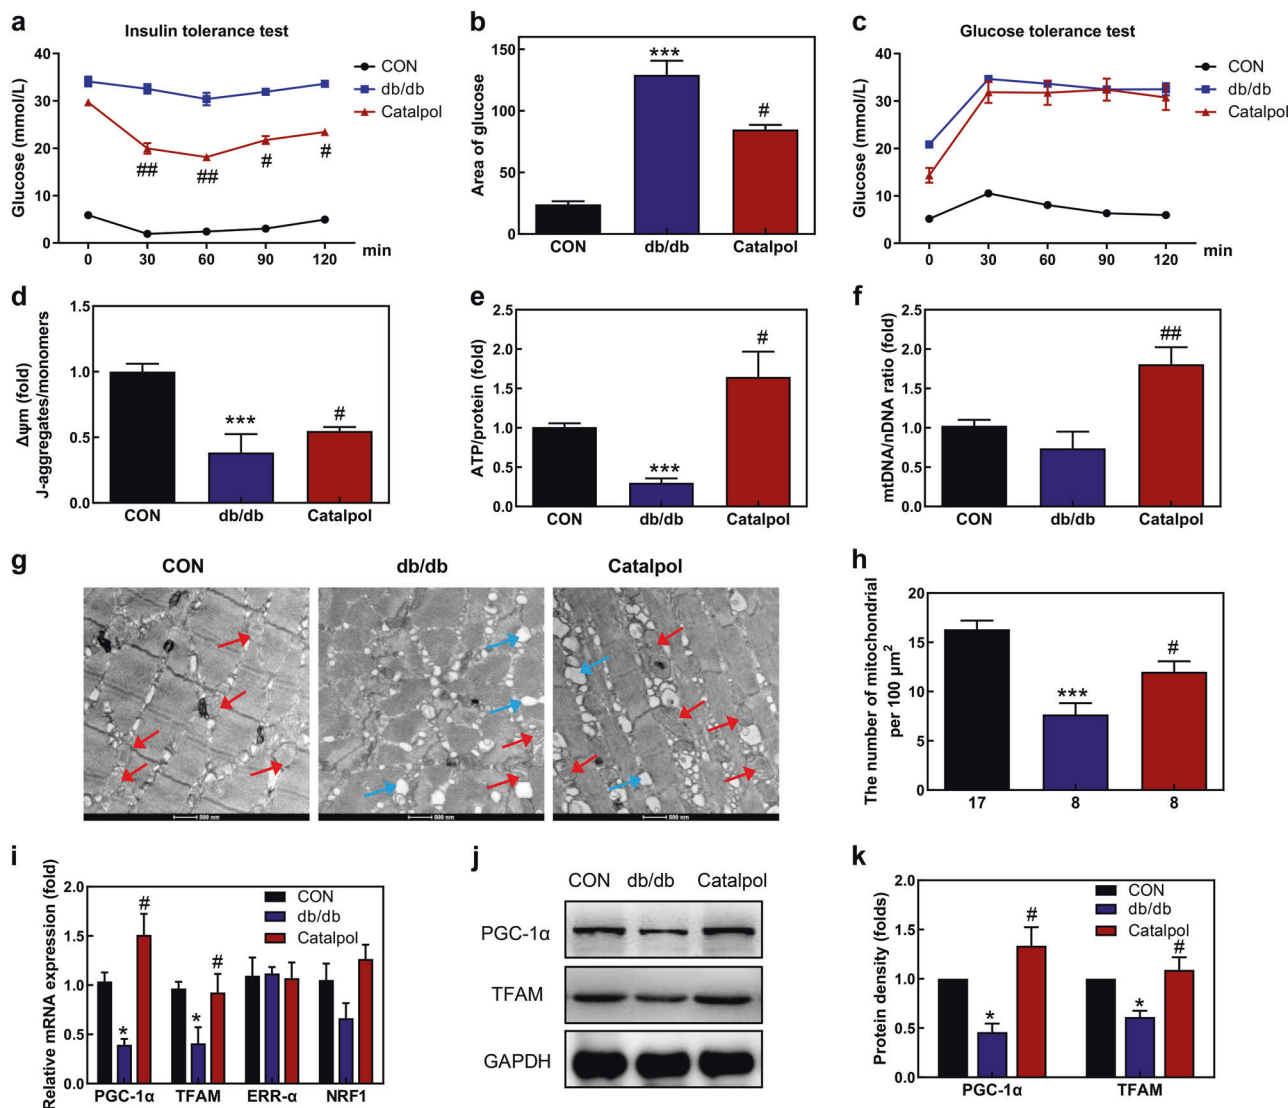 a
Insulin tolerance test
Glucose (mmol/L)
40
30
20
10
0
0 30 60 90 120 min
CON
db/db
Catalpol
## ## # #
b
Area of glucose
150
100
50
0
***
#
CON db/db Catalpol
c
Glucose tolerance test
Glucose (mmol/L)
40
30
20
10
0
0 30 60 90 120 min
CON
db/db
Catalpol
d
Δψm (fold)
J-aggregates/monomers
1.5
1.0
0.5
0.0
***
#
CON db/db Catalpol
e
ATP/protein (fold)
2.5
2.0
1.5
1.0
0.5
0.0
***
#
CON db/db Catalpol
f
mtDNA/nDNA ratio (fold)
2.5
2.0
1.5
1.0
0.5
0.0
##
CON db/db Catalpol
g
CON db/db Catalpol
500 nm 500 nm 500 nm
h
The number of mitochondrial
per 100 μm²
20
15
10
5
0
***
#
17 8 8
i
Relative mRNA expression (fold)
2.0
1.5
1.0
0.5
0.0
CON
db/db
Catalpol
* # * #
PGC-1α TFAM ERR-α NRF1
j
CON db/db Catalpol
PGC-1α
TFAM
GAPDH
k
Protein density (folds)
2.0
1.5
1.0
0.5
0.0
CON
db/db
Catalpol
* # * #
PGC-1α TFAM